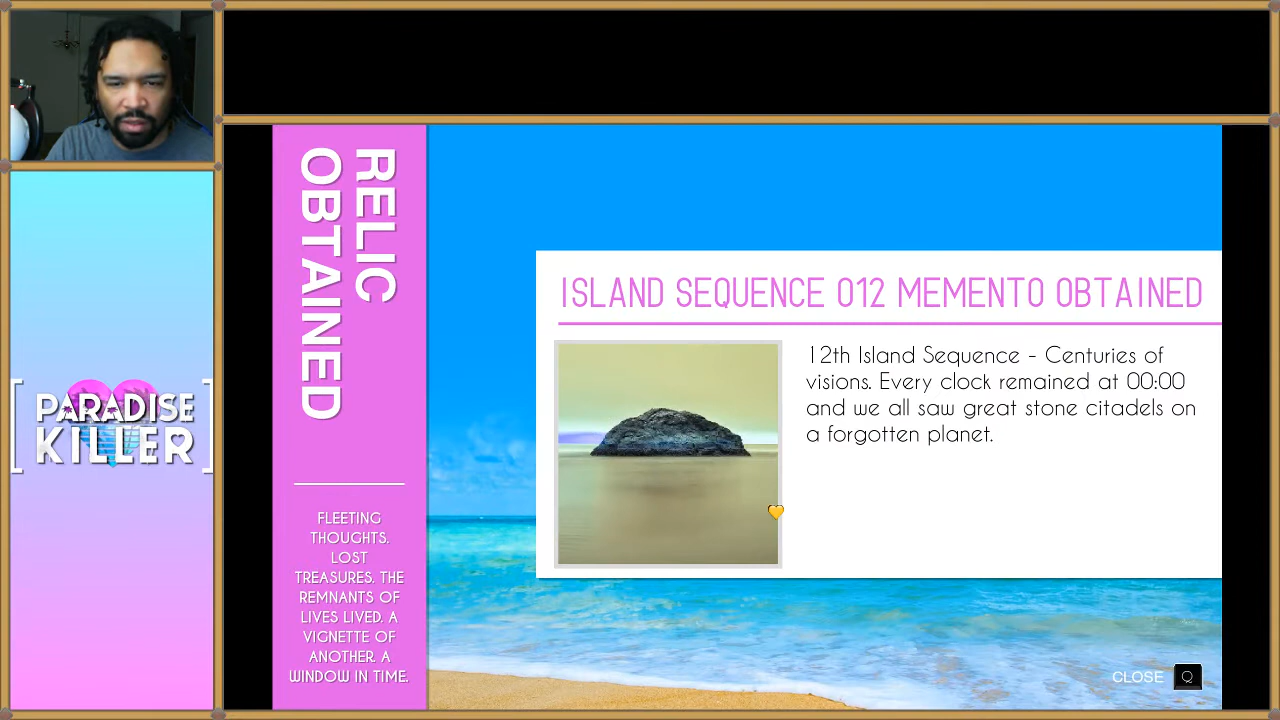 RELIC
OBTAINED
FLEETING
THOUGHTS.
LOST
TREASURES. THE
REMNANTS OF
LIVES LIVED. A
VIGNETTE OF
ANOTHER. A
WINDOW IN TIME.
PARADISE
KILLER
ISLAND SEQUENCE 012 MEMENTO OBTAINED
12th Island Sequence - Centuries of
visions. Every clock remained at 00:00
and we all saw great stone citadels on
a forgotten planet.
CLOSE Q